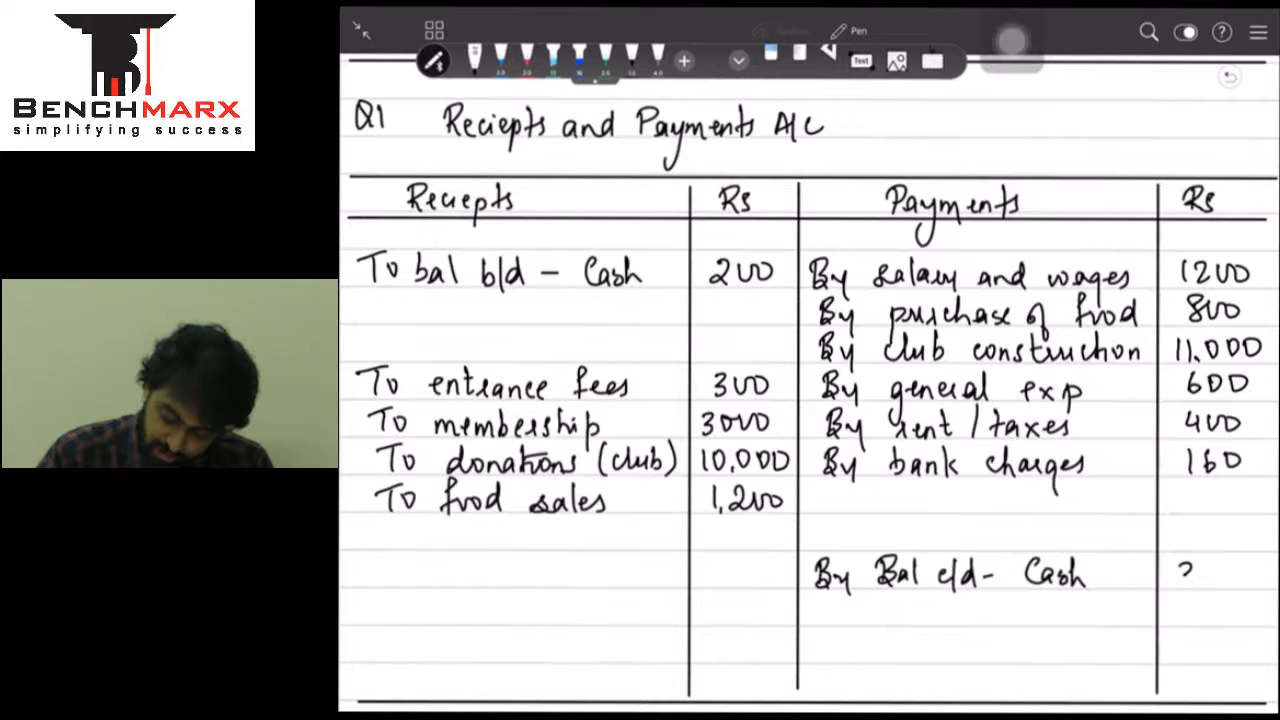 BENCHMARX
simplifying success
Pen
Text
Q1 Reciepts and Payments A/C
Reciepts Rs Payments Rs
To bal b/d - Cash 200 By salary and wages 1200
By purchase of food 800
By club construction 11,000
To entrance fees 300 By general exp 600
To membership 3000 By rent / taxes 400
To donations (club) 10,000 By bank charges 160
To food sales 1,200
By Bal c/d - Cash